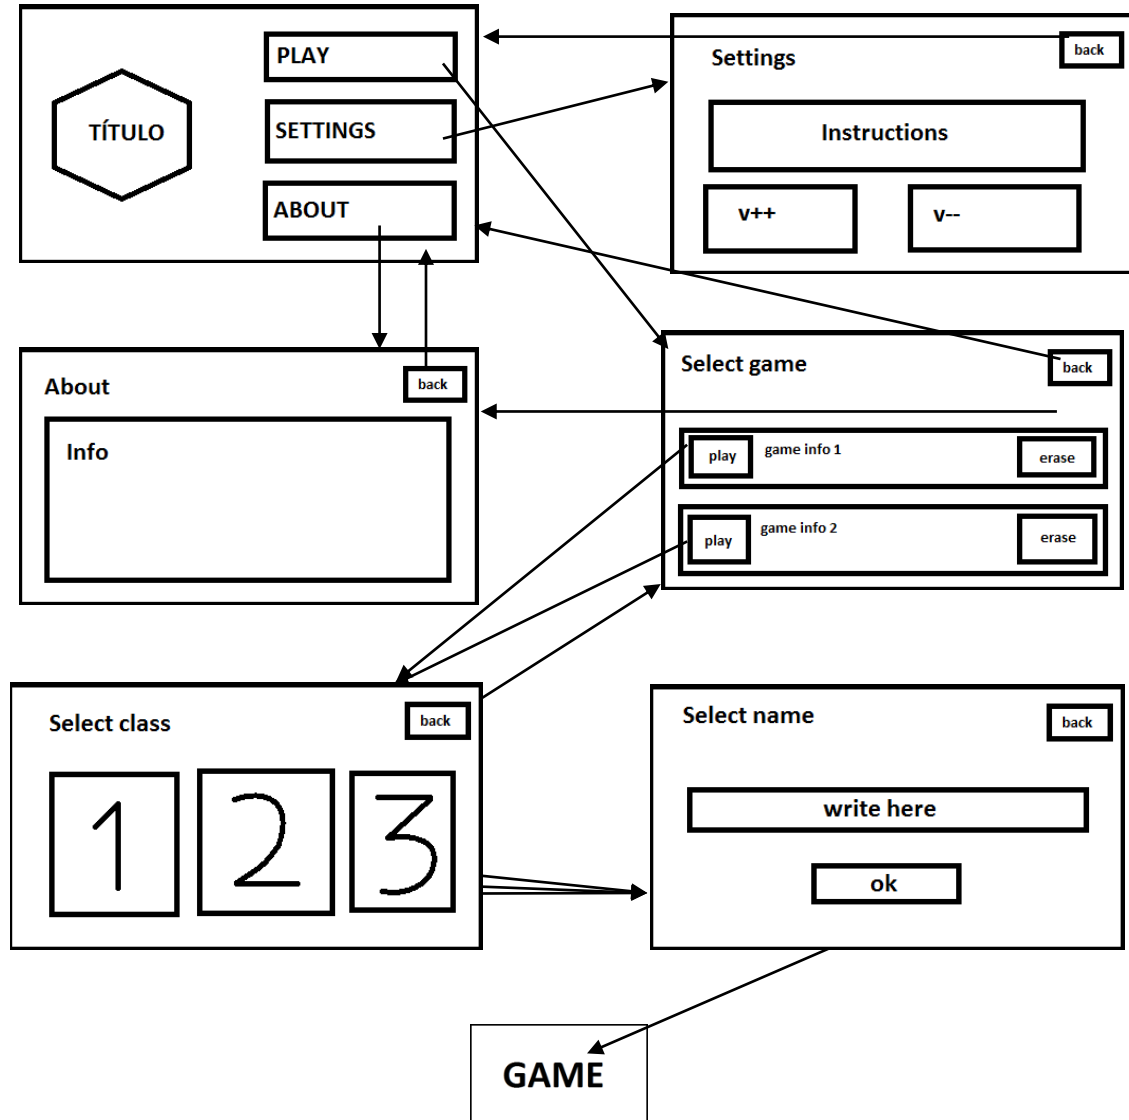 PLAY
TÍTULO
SETTINGS
ABOUT
Settings
back
Instructions
v++
v--
About
back
Info
Select game
back
play
game info 1
erase
play
game info 2
erase
Select class
back
1
2
3
Select name
back
write here
ok
GAME